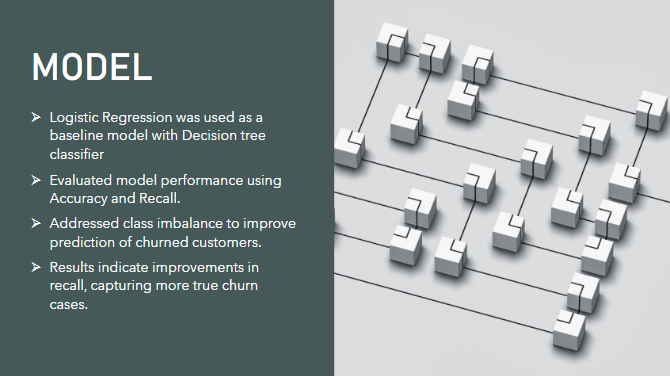 MODEL
➢ Logistic Regression was used as a
baseline model with Decision tree
classifier
➢ Evaluated model performance using
Accuracy and Recall.
➢ Addressed class imbalance to improve
prediction of churned customers.
➢ Results indicate improvements in
recall, capturing more true churn
cases.